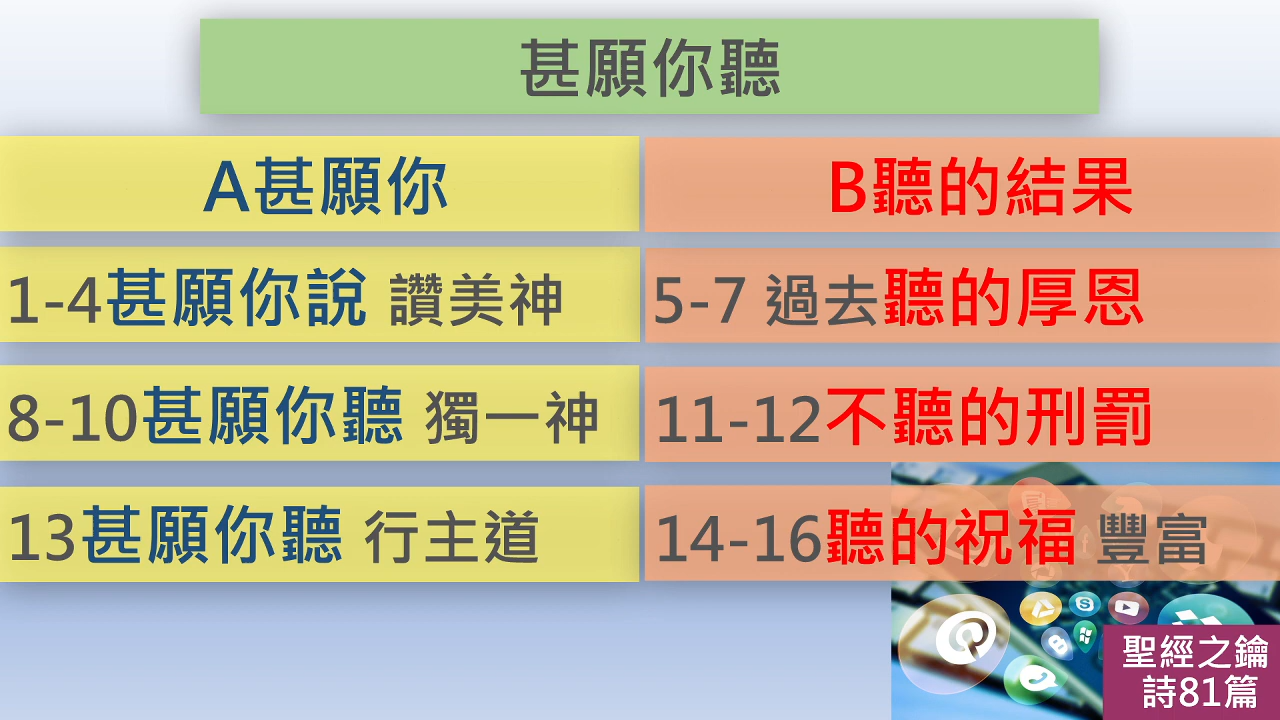 甚願你聽
A甚願你
B聽的結果
1-4甚願你說 讚美神
5-7 過去聽的厚恩
8-10甚願你聽 獨一神
11-12不聽的刑罰
13甚願你聽 行主道
14-16聽的祝福 豐富
聖經之鑰
詩81篇